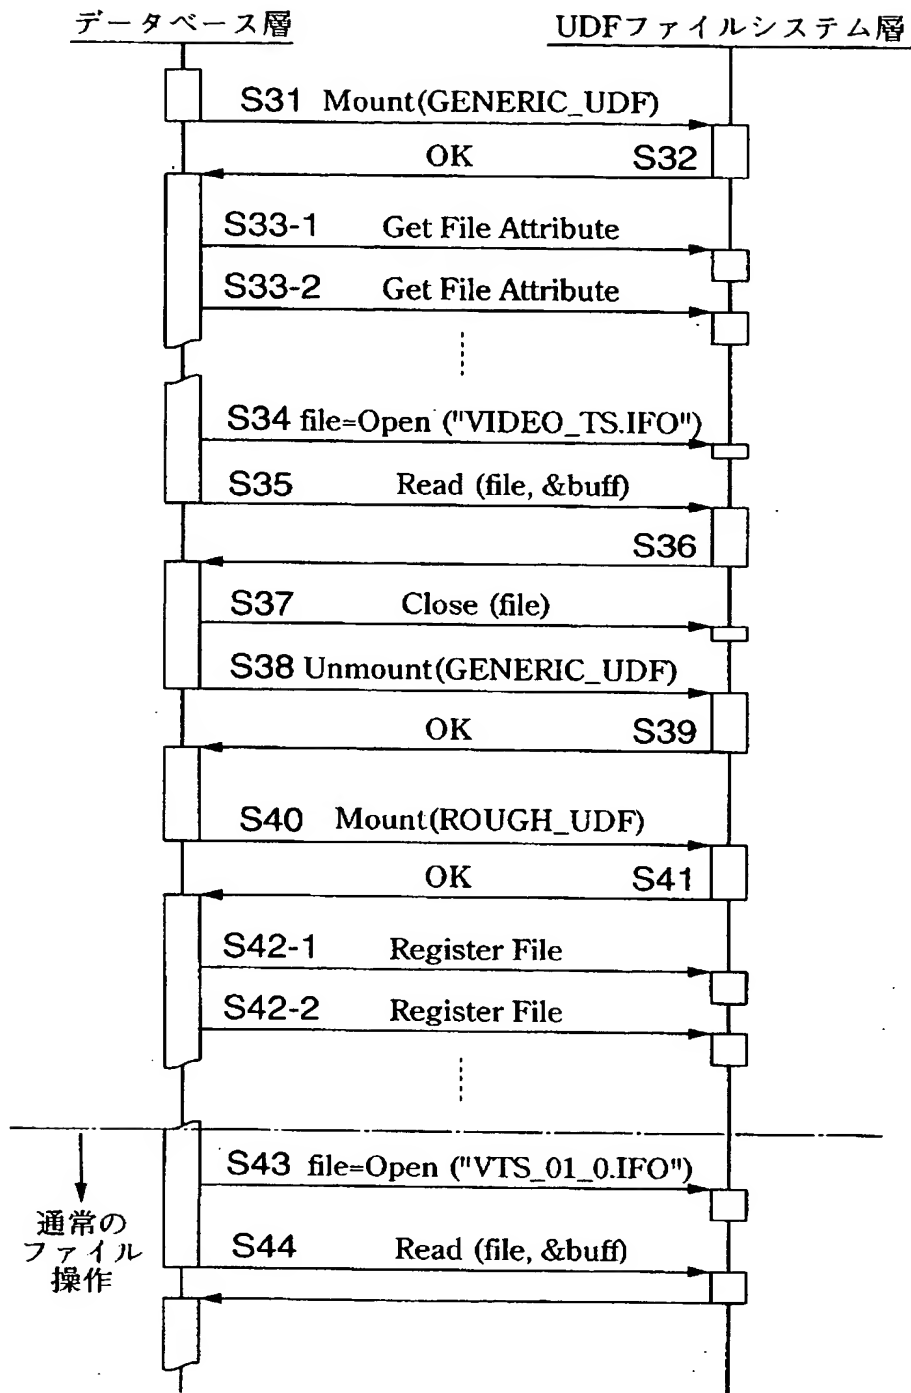 データベース層
UDFファイルシステム層
S31 Mount(GENERIC_UDF)
OK S32
S33-1 Get File Attribute
S33-2 Get File Attribute
S34 file=Open ("VIDEO_TS.IFO")
S35 Read (file, &buff)
S36
S37 Close (file)
S38 Unmount(GENERIC_UDF)
OK S39
S40 Mount(ROUGH_UDF)
OK S41
S42-1 Register File
S42-2 Register File
S43 file=Open ("VTS_01_0.IFO")
通常の
ファイル
操作
S44 Read (file, &buff)